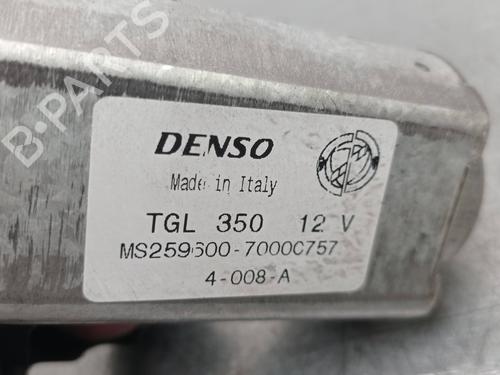 B-PARTS
DENSO
Made in Italy
TGL 350 12 V
MS259600-7000C757
4-008-A